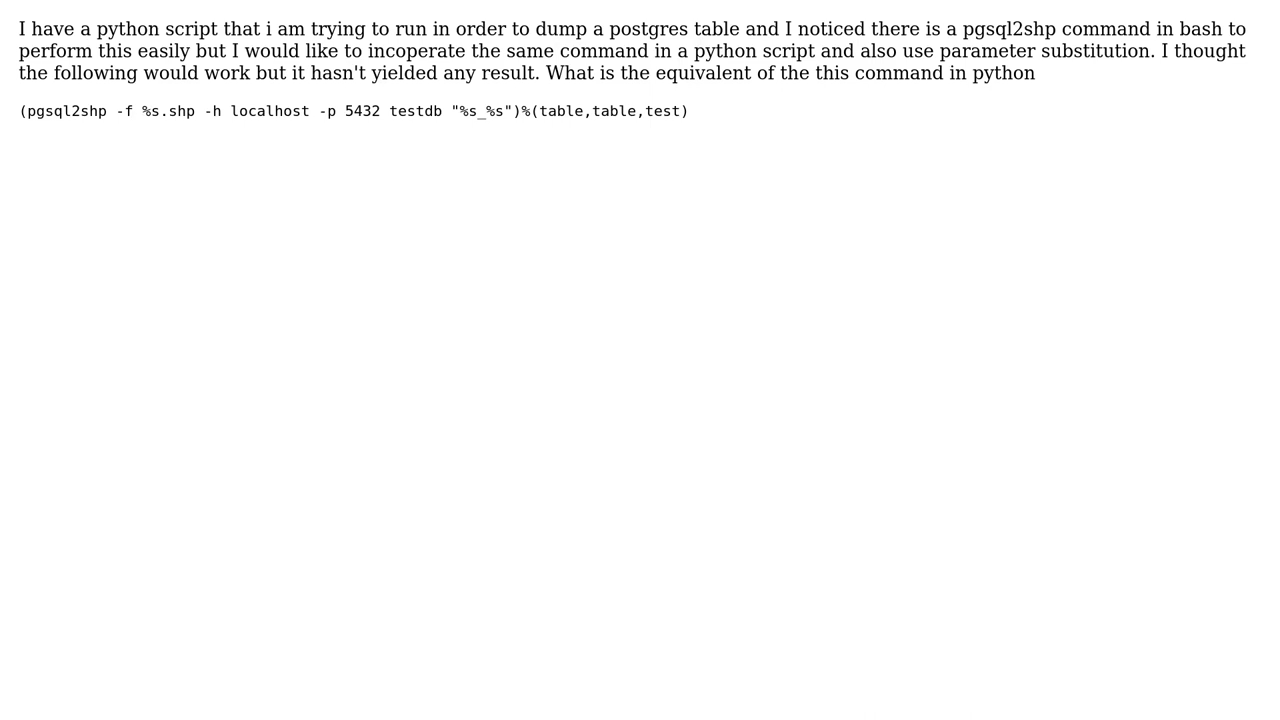 I have a python script that i am trying to run in order to dump a postgres table and I noticed there is a pgsql2shp command in bash to
perform this easily but I would like to incoperate the same command in a python script and also use parameter substitution. I thought
the following would work but it hasn't yielded any result. What is the equivalent of the this command in python
(pgsql2shp -f %s.shp -h localhost -p 5432 testdb "%s_%s")%(table,table,test)